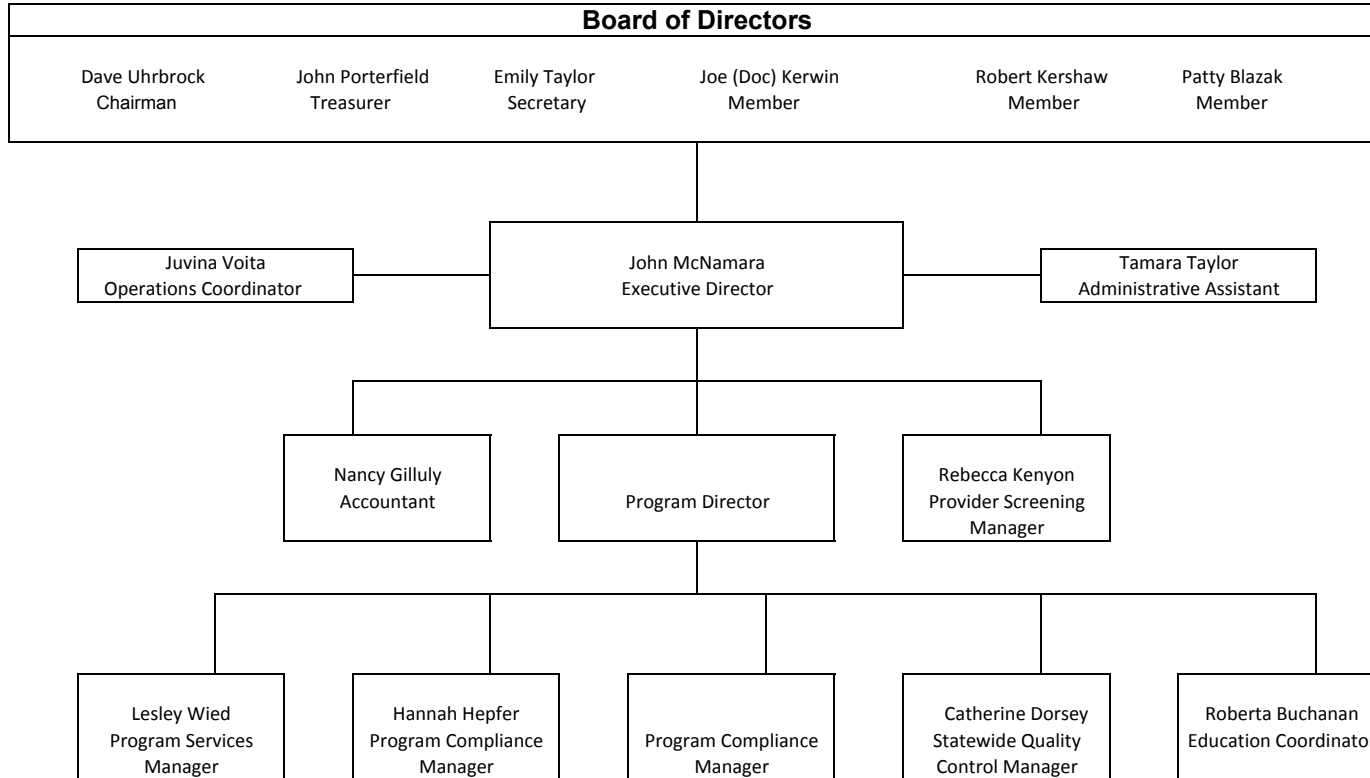 Board of Directors
Dave Uhrbrock
Chairman
John Porterfield
Treasurer
Emily Taylor
Secretary
Joe (Doc) Kerwin
Member
Robert Kershaw
Member
Patty Blazak
Member
Juvina Voita
Operations Coordinator
John McNamara
Executive Director
Tamara Taylor
Administrative Assistant
Nancy Gilluly
Accountant
Program Director
Rebecca Kenyon
Provider Screening
Manager
Lesley Wied
Program Services
Manager
Hannah Hepfer
Program Compliance
Manager
Program Compliance
Manager
Catherine Dorsey
Statewide Quality
Control Manager
Roberta Buchanan
Education Coordinato